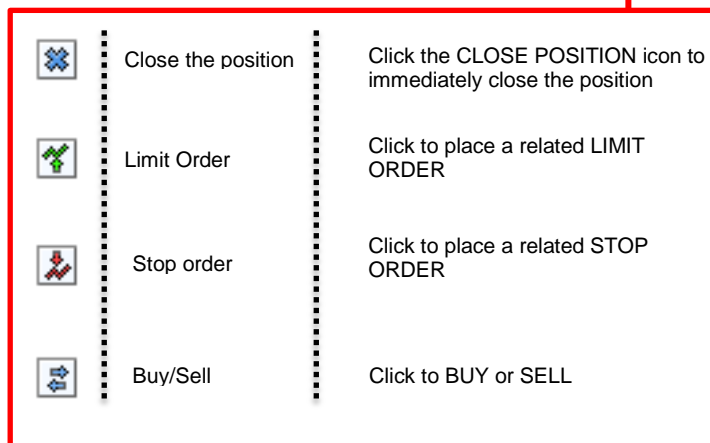 Close the position
Click the CLOSE POSITION icon to
immediately close the position
Limit Order
Click to place a related LIMIT
ORDER
Stop order
Click to place a related STOP
ORDER
Buy/Sell
Click to BUY or SELL